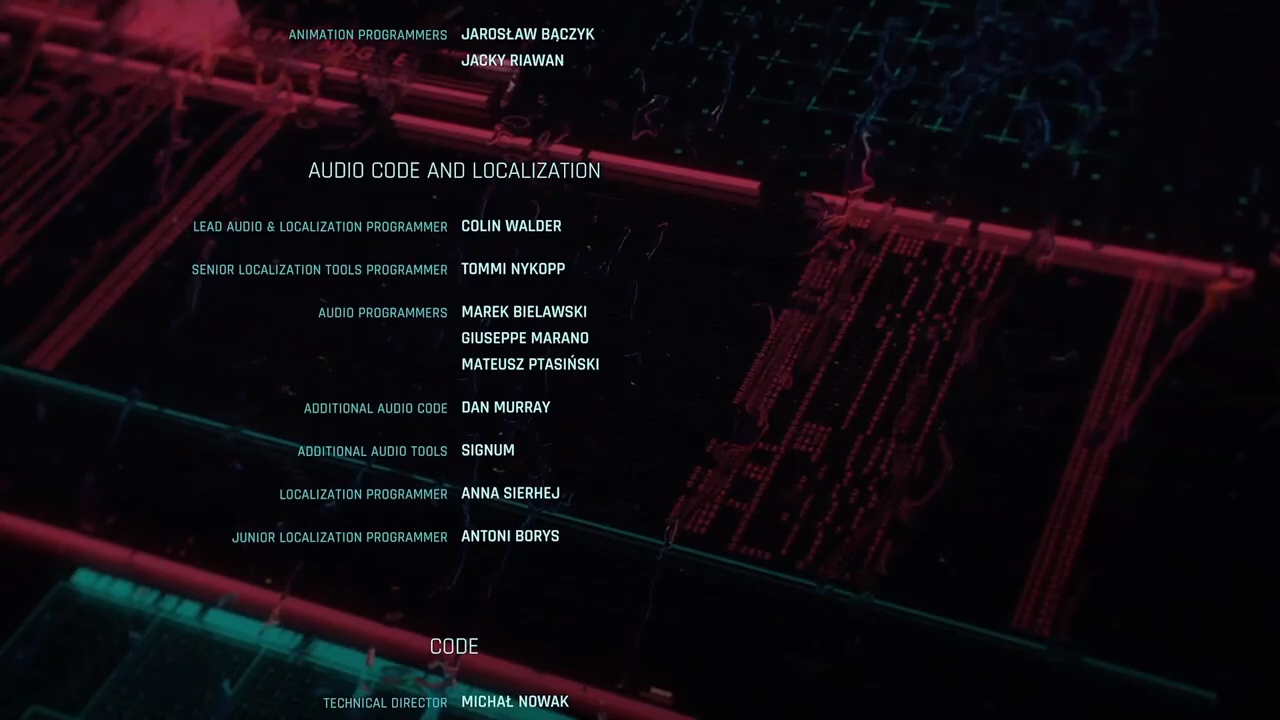 ANIMATION PROGRAMMERS JAROSŁAW BĄCZYK
JACKY RIAWAN
AUDIO CODE AND LOCALIZATION
LEAD AUDIO & LOCALIZATION PROGRAMMER COLIN WALDER
SENIOR LOCALIZATION TOOLS PROGRAMMER TOMMI NYKOPP
AUDIO PROGRAMMERS MAREK BIELAWSKI
GIUSEPPE MARANO
MATEUSZ PTASIŃSKI
ADDITIONAL AUDIO CODE DAN MURRAY
ADDITIONAL AUDIO TOOLS SIGNUM
LOCALIZATION PROGRAMMER ANNA SIERHEJ
JUNIOR LOCALIZATION PROGRAMMER ANTONI BORYS
CODE
TECHNICAL DIRECTOR MICHAŁ NOWAK